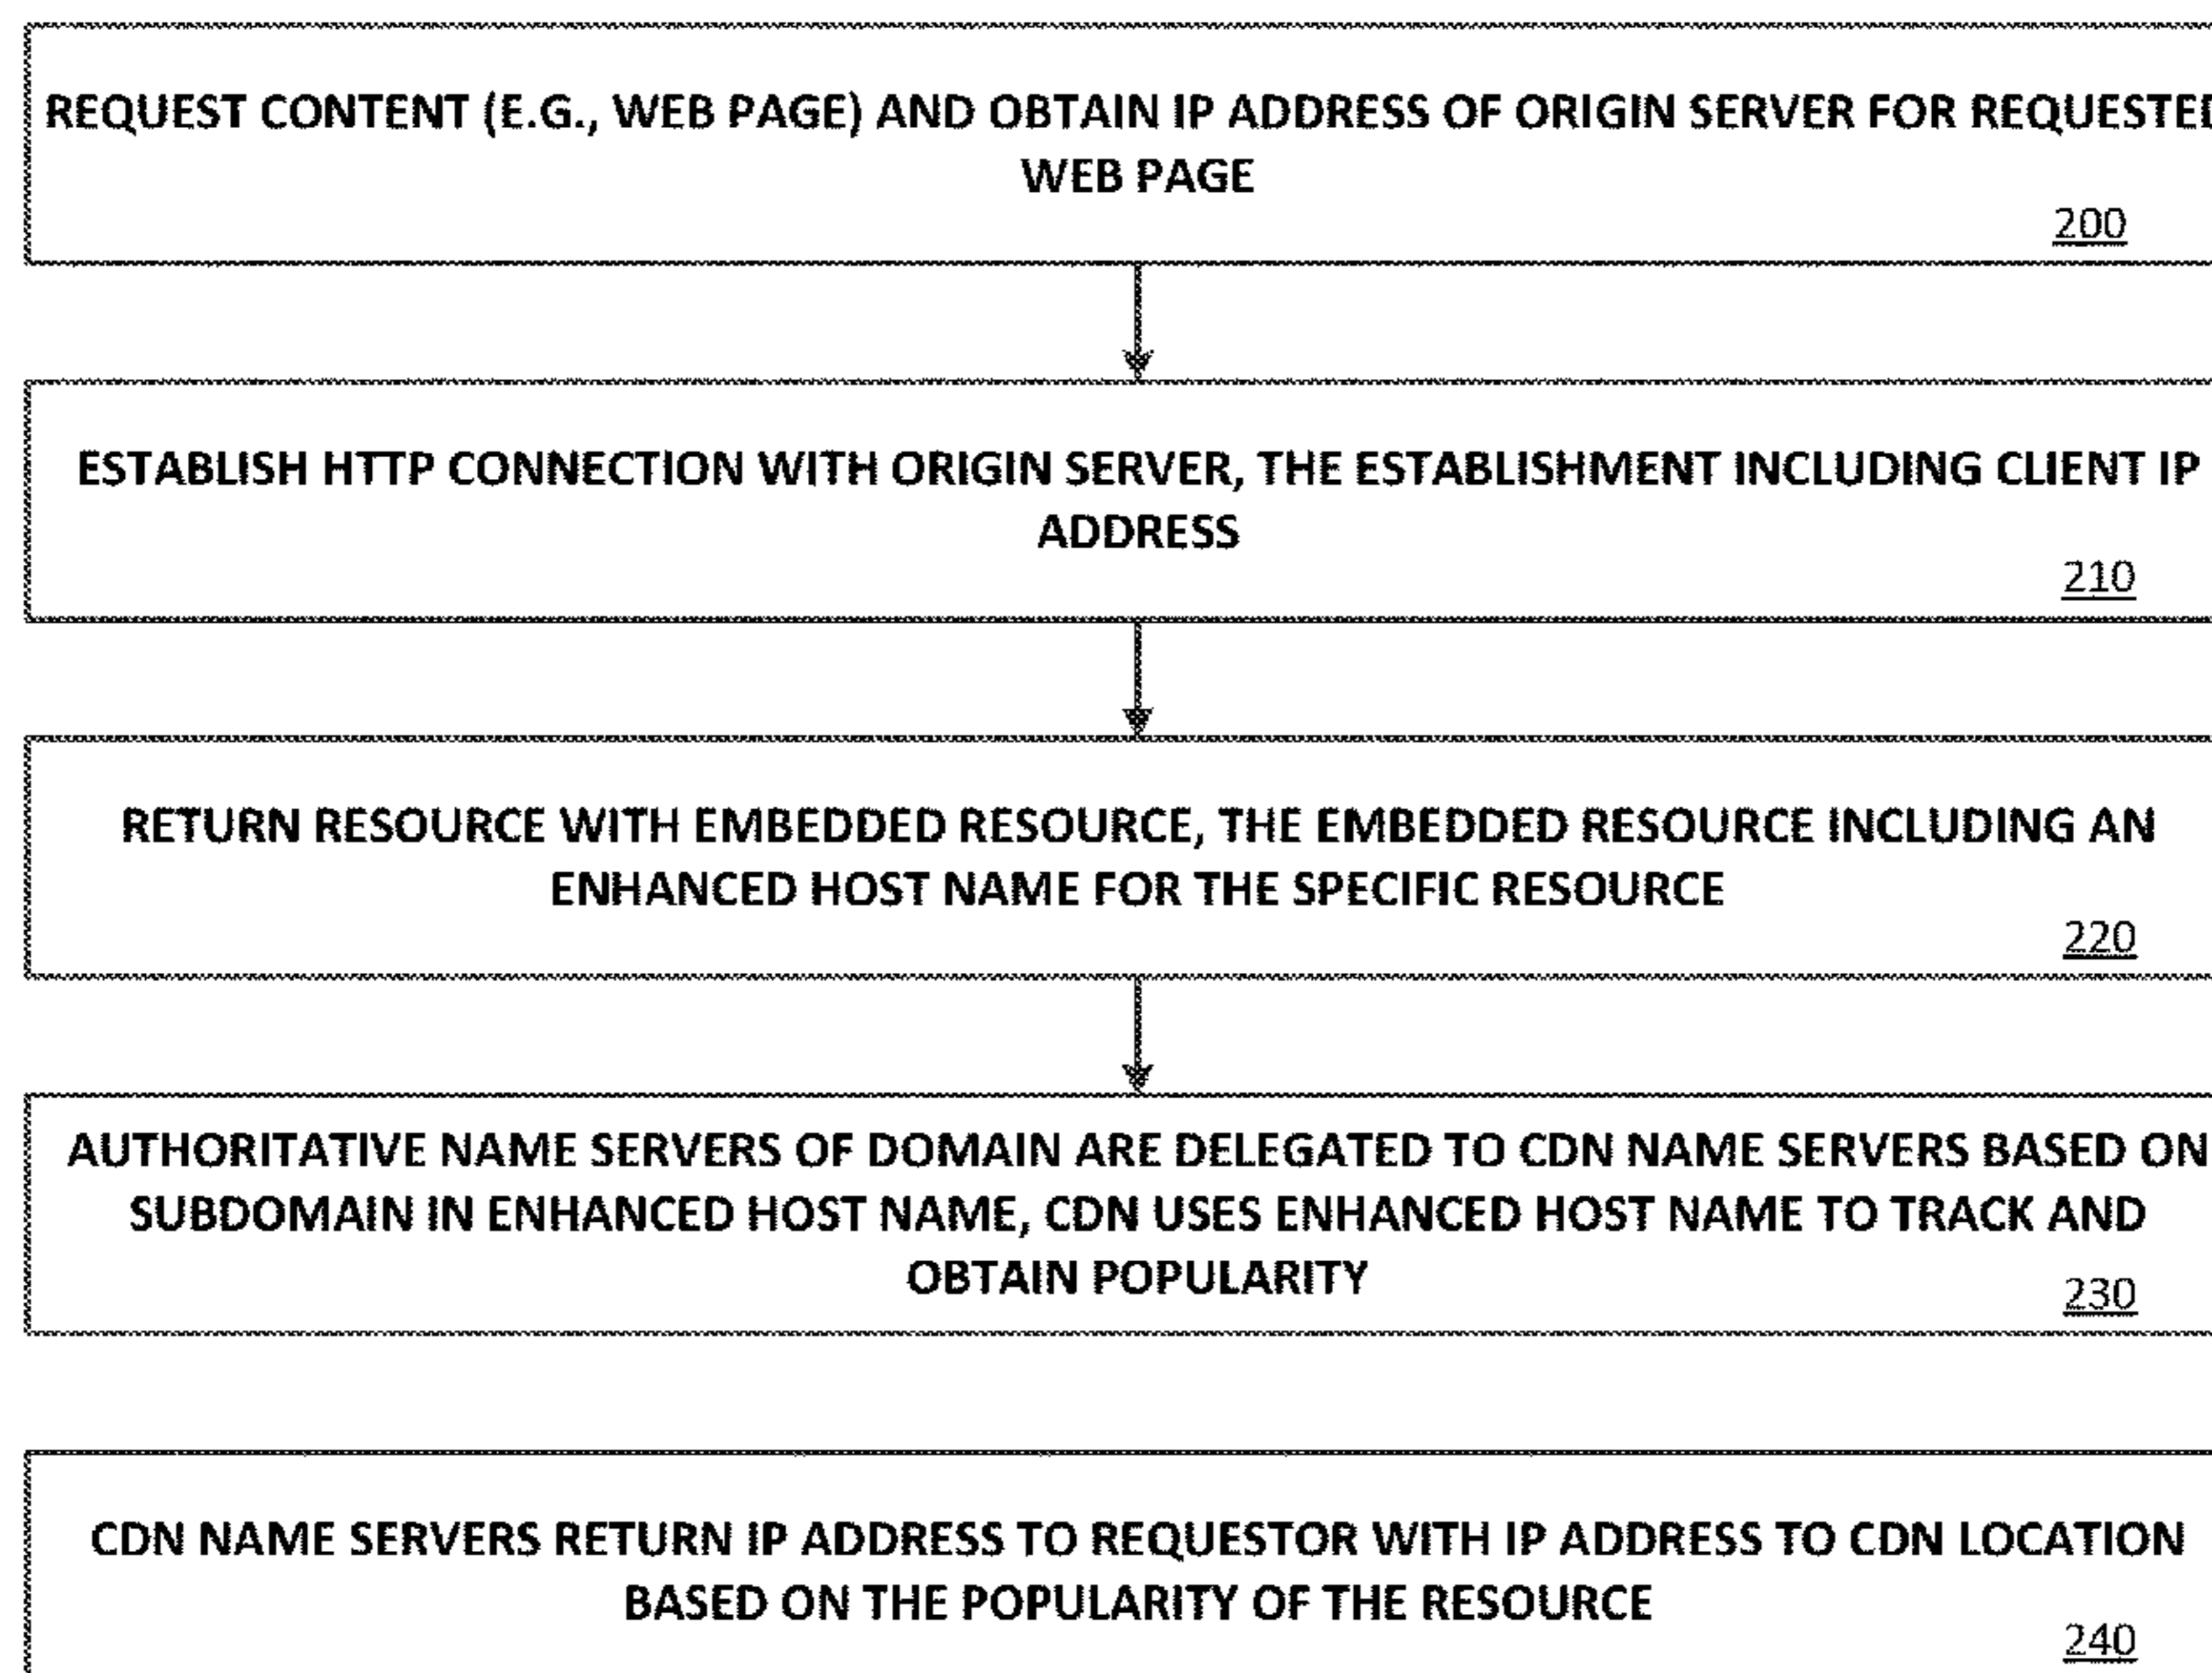 REQUEST CONTENT (E.G., WEB PAGE) AND OBTAIN IP ADDRESS OF ORIGIN SERVER FOR REQUESTED
WEB PAGE
200
ESTABLISH HTTP CONNECTION WITH ORIGIN SERVER, THE ESTABLISHMENT INCLUDING CLIENT IP
ADDRESS
210
RETURN RESOURCE WITH EMBEDDED RESOURCE, THE EMBEDDED RESOURCE INCLUDING AN
ENHANCED HOST NAME FOR THE SPECIFIC RESOURCE
220
AUTHORITATIVE NAME SERVERS OF DOMAIN ARE DELEGATED TO CDN NAME SERVERS BASED ON
SUBDOMAIN IN ENHANCED HOST NAME, CDN USES ENHANCED HOST NAME TO TRACK AND
OBTAIN POPULARITY
230
CDN NAME SERVERS RETURN IP ADDRESS TO REQUESTOR WITH IP ADDRESS TO CDN LOCATION
BASED ON THE POPULARITY OF THE RESOURCE
240